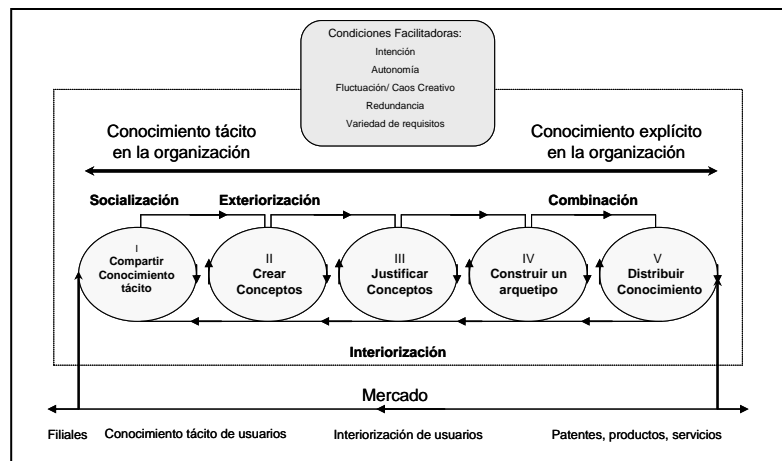 Condiciones Facilitadoras:
Intención
Autonomía
Fluctuación/ Caos Creativo
Redundancia
Variedad de requisitos
Conocimiento tácito
en la organización
Conocimiento explícito
en la organización
Socialización
Exteriorización
Combinación
I
Compartir
Conocimiento
tácito
II
Crear
Conceptos
III
Justificar
Conceptos
IV
Construir un
arquetipo
V
Distribuir
Conocimiento
Interiorización
Mercado
Filiales
Conocimiento tácito de usuarios
Interiorización de usuarios
Patentes, productos, servicios